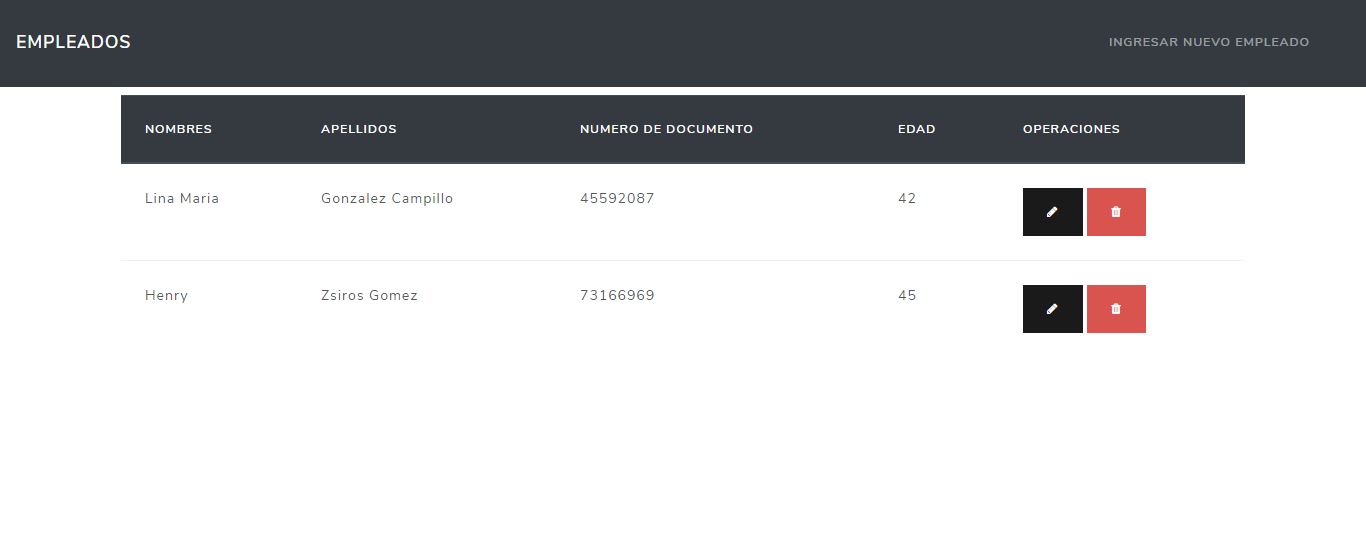 EMPLEADOS
INGRESAR NUEVO EMPLEADO
NOMBRES APELLIDOS NUMERO DE DOCUMENTO EDAD OPERACIONES
Lina Maria Gonzalez Campillo 45592087 42
Henry Zsiros Gomez 73166969 45